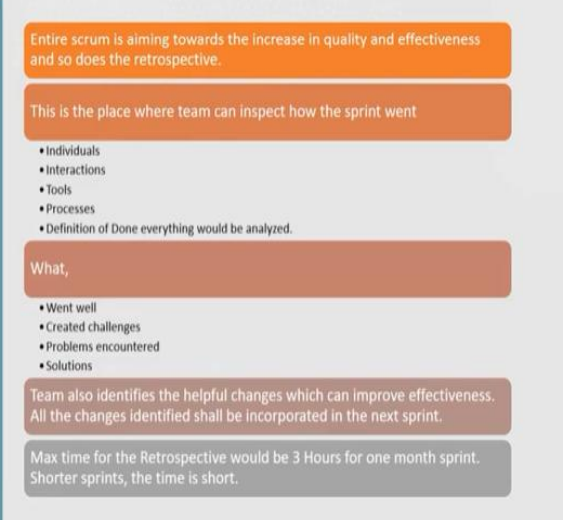 Entire scrum is aiming towards the increase in quality and effectiveness
and so does the retrospective.
This is the place where team can inspect how the sprint went
• Individuals
• Interactions
• Tools
• Processes
• Definition of Done everything would be analyzed.
What,
• Went well
• Created challenges
• Problems encountered
• Solutions
Team also identifies the helpful changes which can improve effectiveness.
All the changes identified shall be incorporated in the next sprint.
Max time for the Retrospective would be 3 Hours for one month sprint.
Shorter sprints, the time is short.